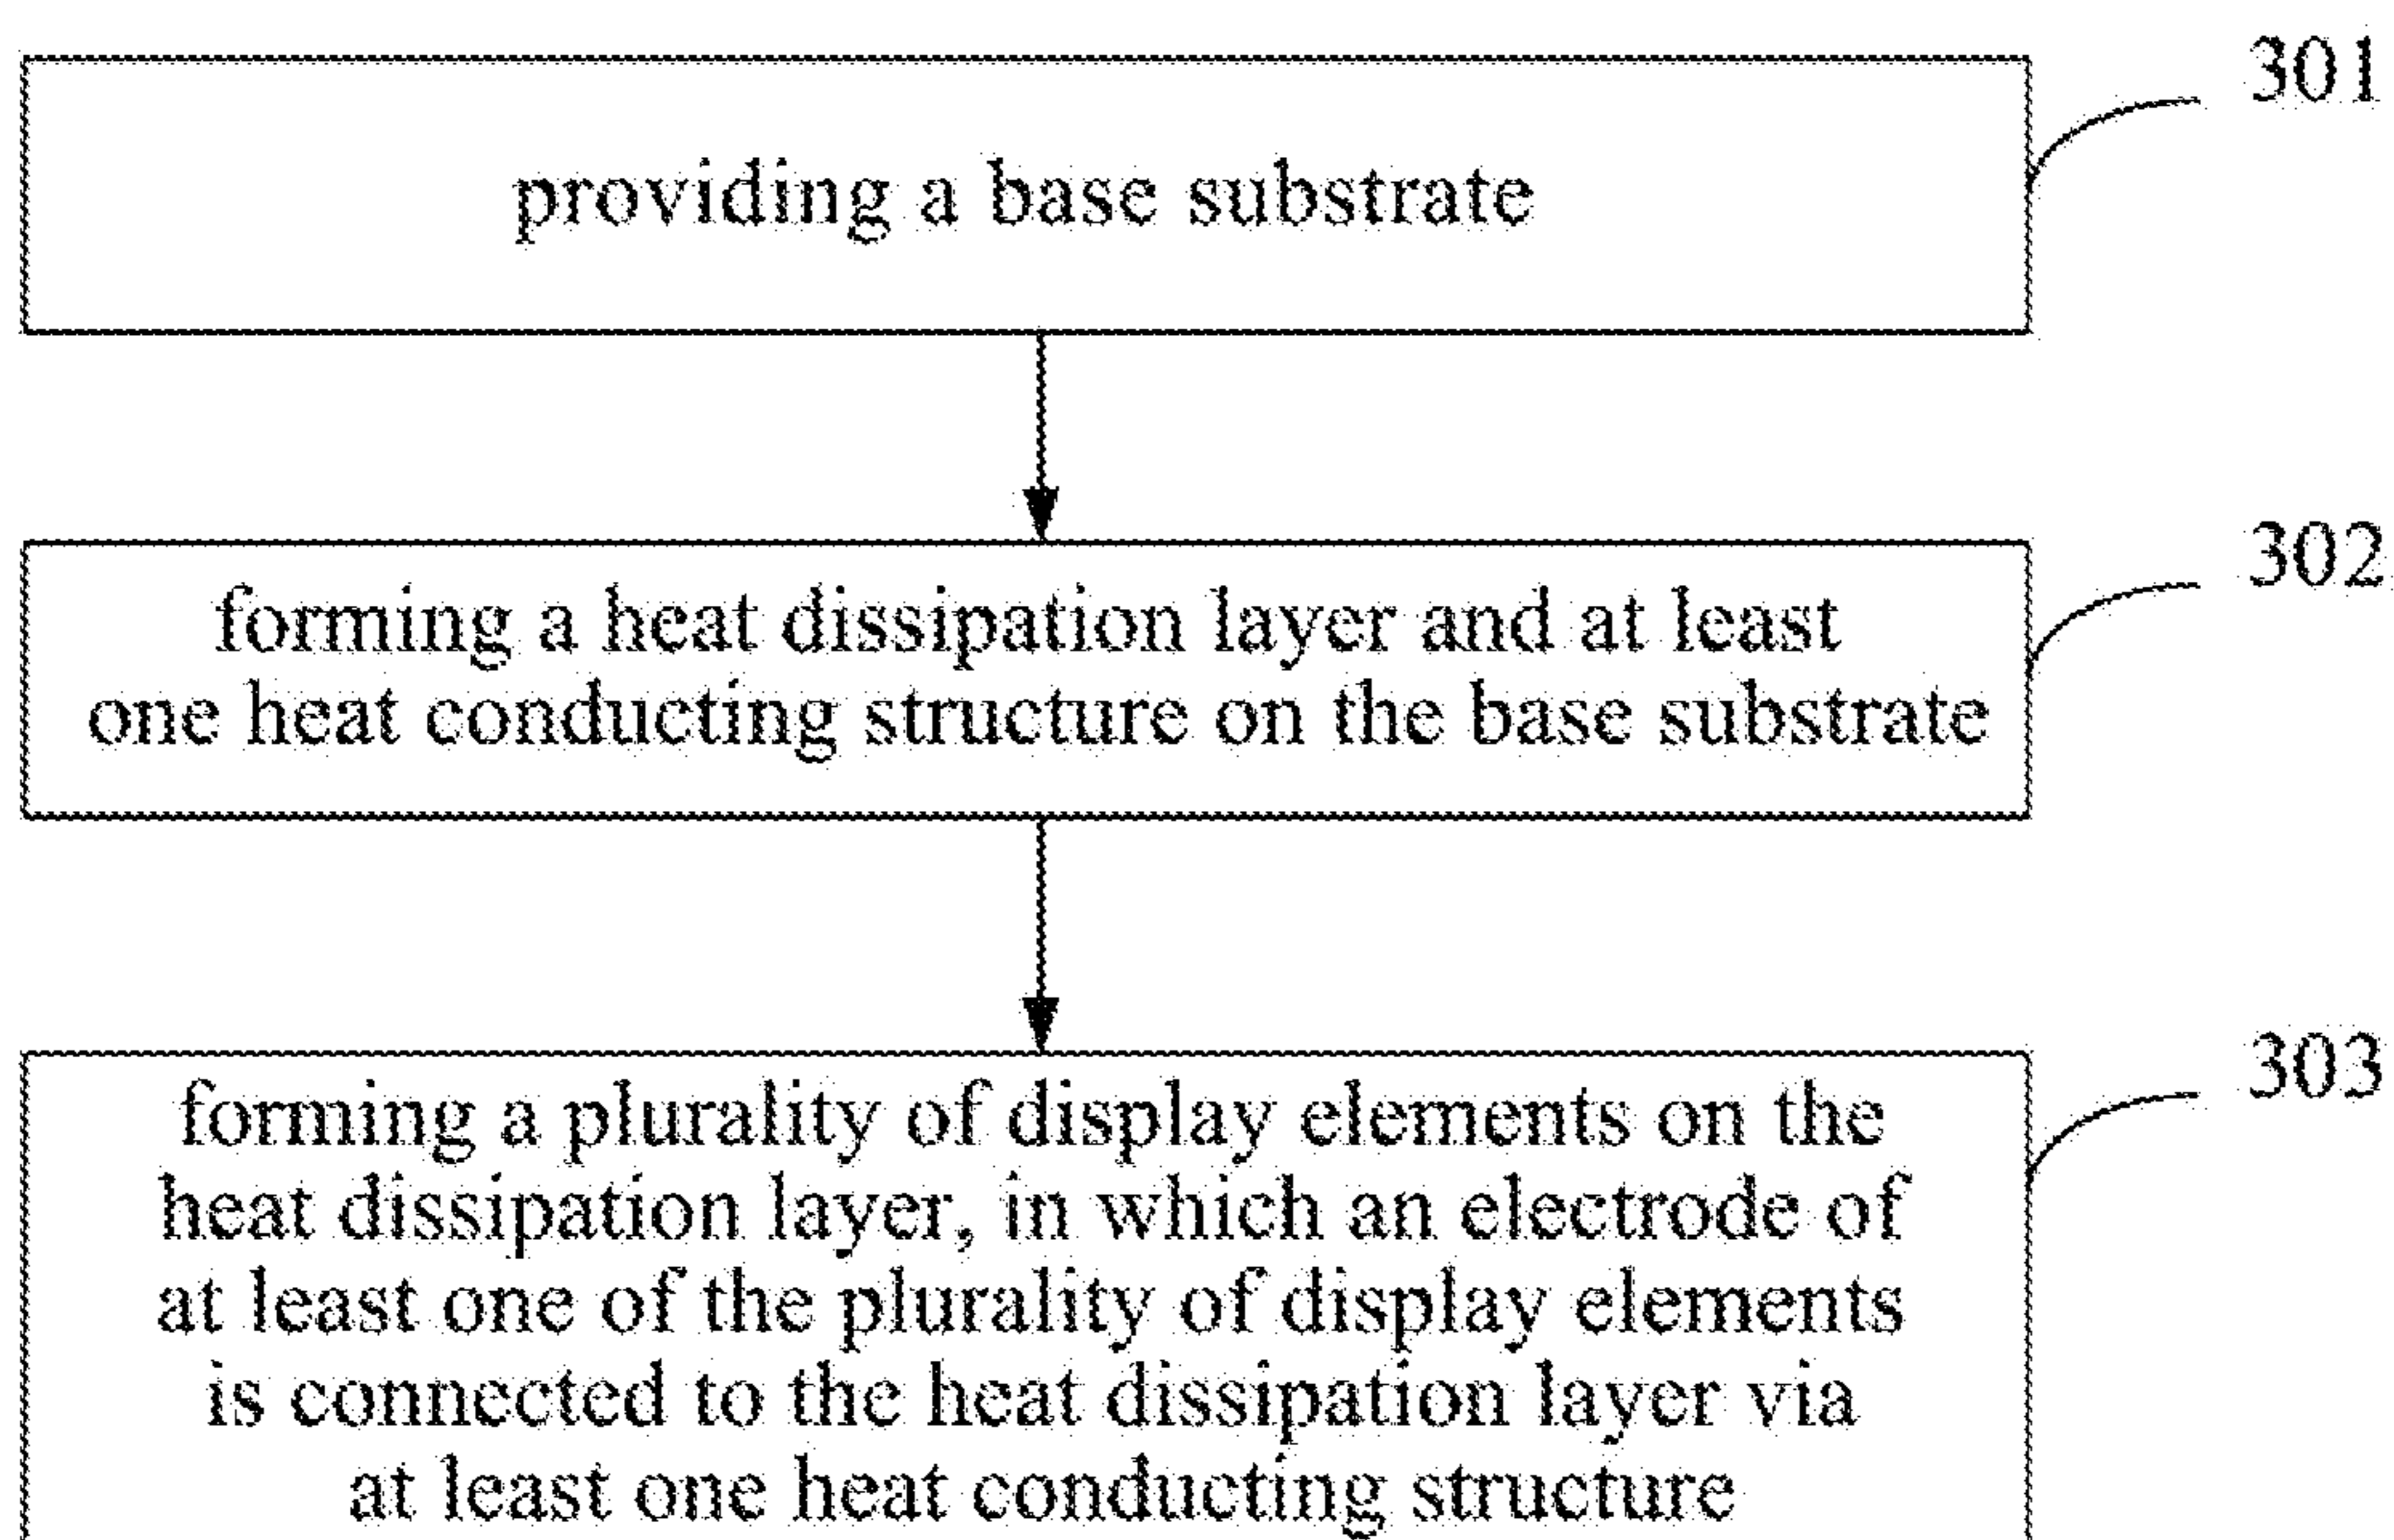 301
providing a base substrate
302
forming a heat dissipation layer and at least
one heat conducting structure on the base substrate
303
forming a plurality of display elements on the
heat dissipation layer, in which an electrode of
at least one of the plurality of display elements
is connected to the heat dissipation layer via
at least one heat conducting structure